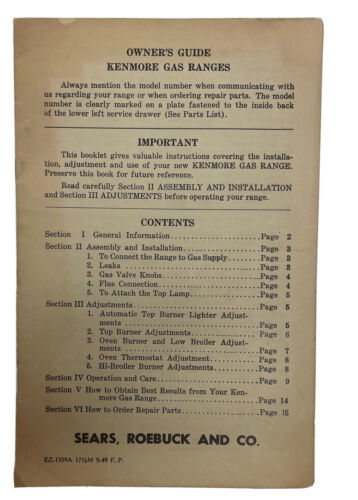 OWNER'S GUIDE
KENMORE GAS RANGES
Always mention the model number when communicating with
us regarding your range or when ordering repair parts. The model
number is clearly marked on a plate fastened to the inside back
of the lower left service drawer (See Parts List).
IMPORTANT
This booklet gives valuable instructions covering the installa-
tion, adjustment and use of your new KENMORE GAS RANGE.
Preserve this book for future reference.
Read carefully Section II ASSEMBLY AND INSTALLATION
and Section III ADJUSTMENTS before operating your range.
CONTENTS
Section I General Information........................Page 2
Section II Assembly and Installation....................Page 3
1. To Connect the Range to Gas Supply......Page 3
2. Leaks ....................................Page 3
3. Gas Valve Knobs..........................Page 4
4. Flue Connection..........................Page 4
5. To Attach the Top Lamp...................Page 5
Section III Adjustments................................Page 5
1. Automatic Top Burner Lighter Adjust-
ments ....................................Page 5
2. Top Burner Adjustments...................Page 6
3. Oven Burner and Low Broiler Adjust-
ments ....................................Page 7
4. Oven Thermostat Adjustment..............Page 8
5. Hi-Broiler Burner Adjustments............Page 8
Section IV Operation and Care..........................Page 9
Section V How to Obtain Best Results from Your Ken-
more Gas Range............................Page 14
Section VI How to Order Repair Parts...................Page 15
SEARS, ROEBUCK AND CO.
EZ-1359A 17½M 9-49 F. P.